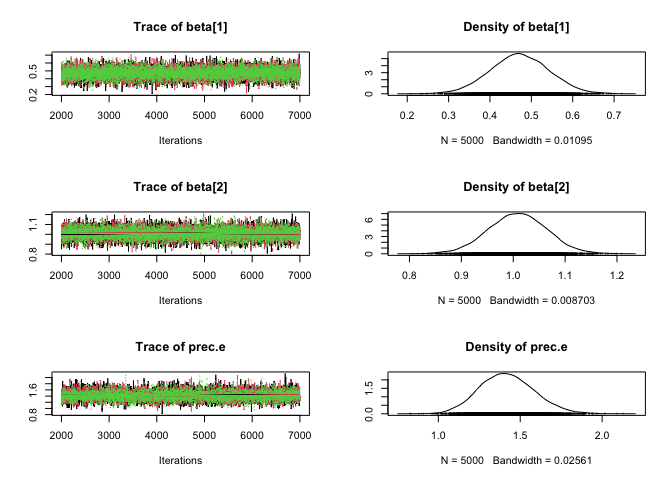 Trace of beta[1]
0.5
0.2
2000 3000 4000 5000 6000 7000
Iterations
Density of beta[1]
3
0
0.2 0.3 0.4 0.5 0.6 0.7
N = 5000 Bandwidth = 0.01095
Trace of beta[2]
1.1
0.8
2000 3000 4000 5000 6000 7000
Iterations
Density of beta[2]
6
3
0
0.8 0.9 1.0 1.1 1.2
N = 5000 Bandwidth = 0.008703
Trace of prec.e
1.6
0.8
2000 3000 4000 5000 6000 7000
Iterations
Density of prec.e
1.5
0.0
1.0 1.5 2.0
N = 5000 Bandwidth = 0.02561